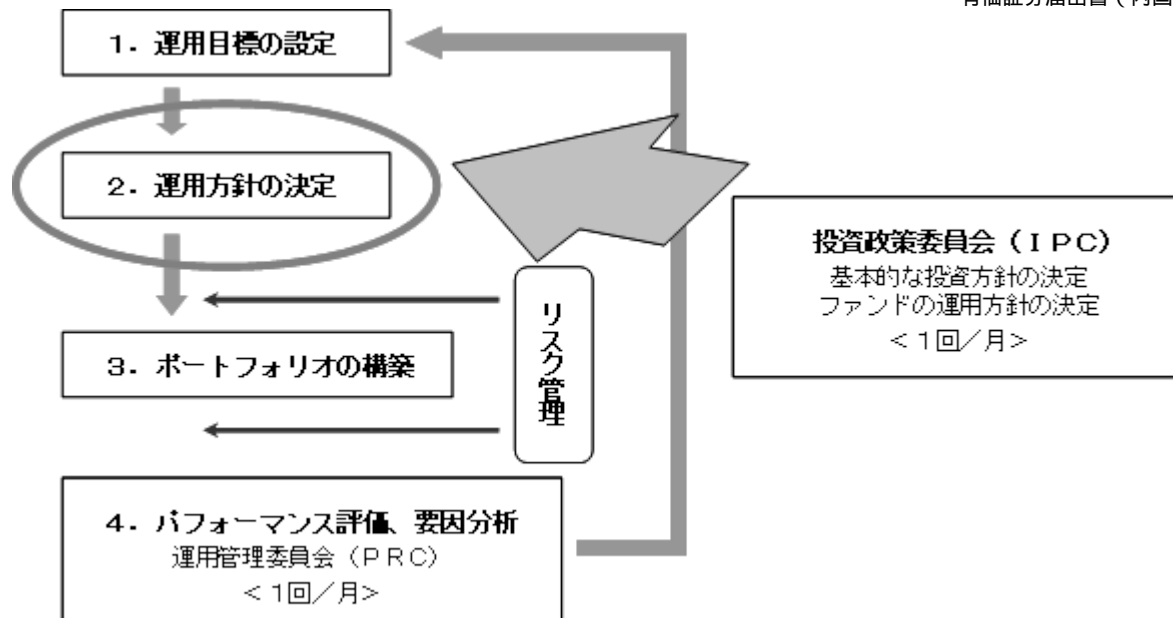 有価証券届出書（内国
１．運用目標の設定
２．運用方針の決定
投資政策委員会（ＩＰＣ）
基本的な投資方針の決定
ファンドの運用方針の決定
＜１回／月＞
リスク管理
３．ポートフォリオの構築
４．パフォーマンス評価、要因分析
運用管理委員会（ＰＲＣ）
＜１回／月＞